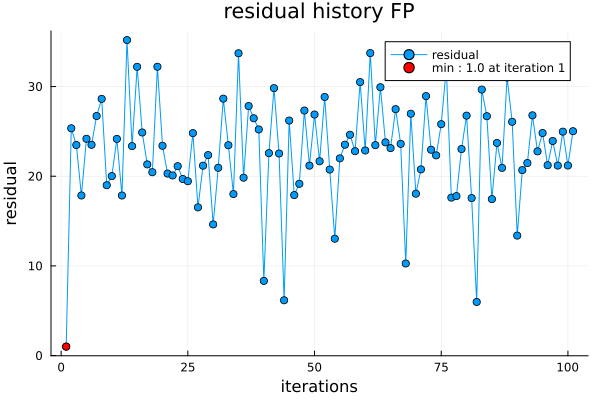 residual history FP
residual
min : 1.0 at iteration 1
residual
30
20
10
0
0 25 50 75 100
iterations